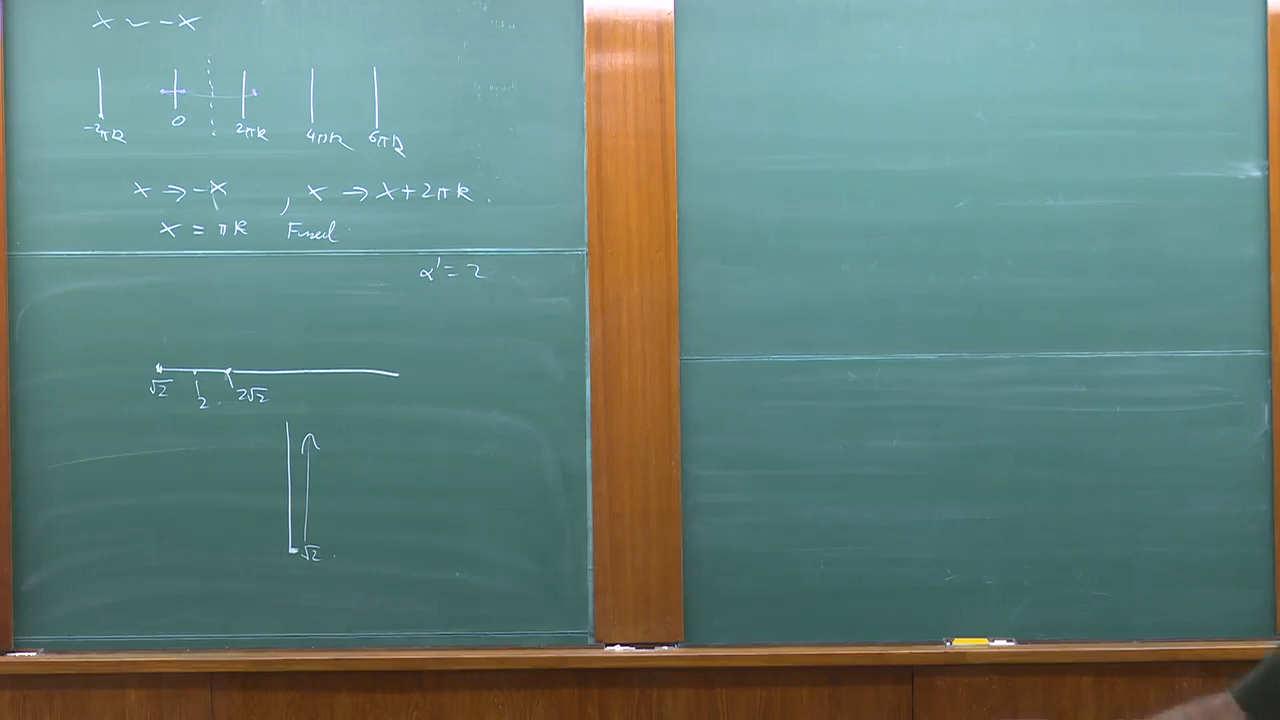 x ~ -x
-2πR 0 2πR 4πR 6πR
x → -x , x → x + 2πR .
x = πR Fixed.
α' = 2
√2 2 . 2√2
√2 .